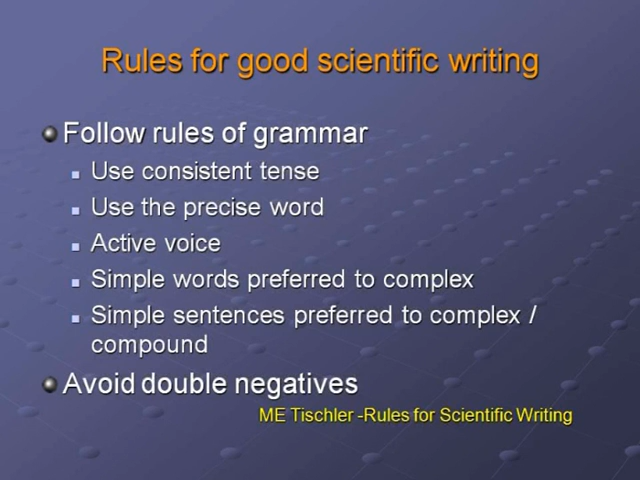 Rules for good scientific writing
Follow rules of grammar
Use consistent tense
Use the precise word
Active voice
Simple words preferred to complex
Simple sentences preferred to complex /
compound
Avoid double negatives
ME Tischler -Rules for Scientific Writing